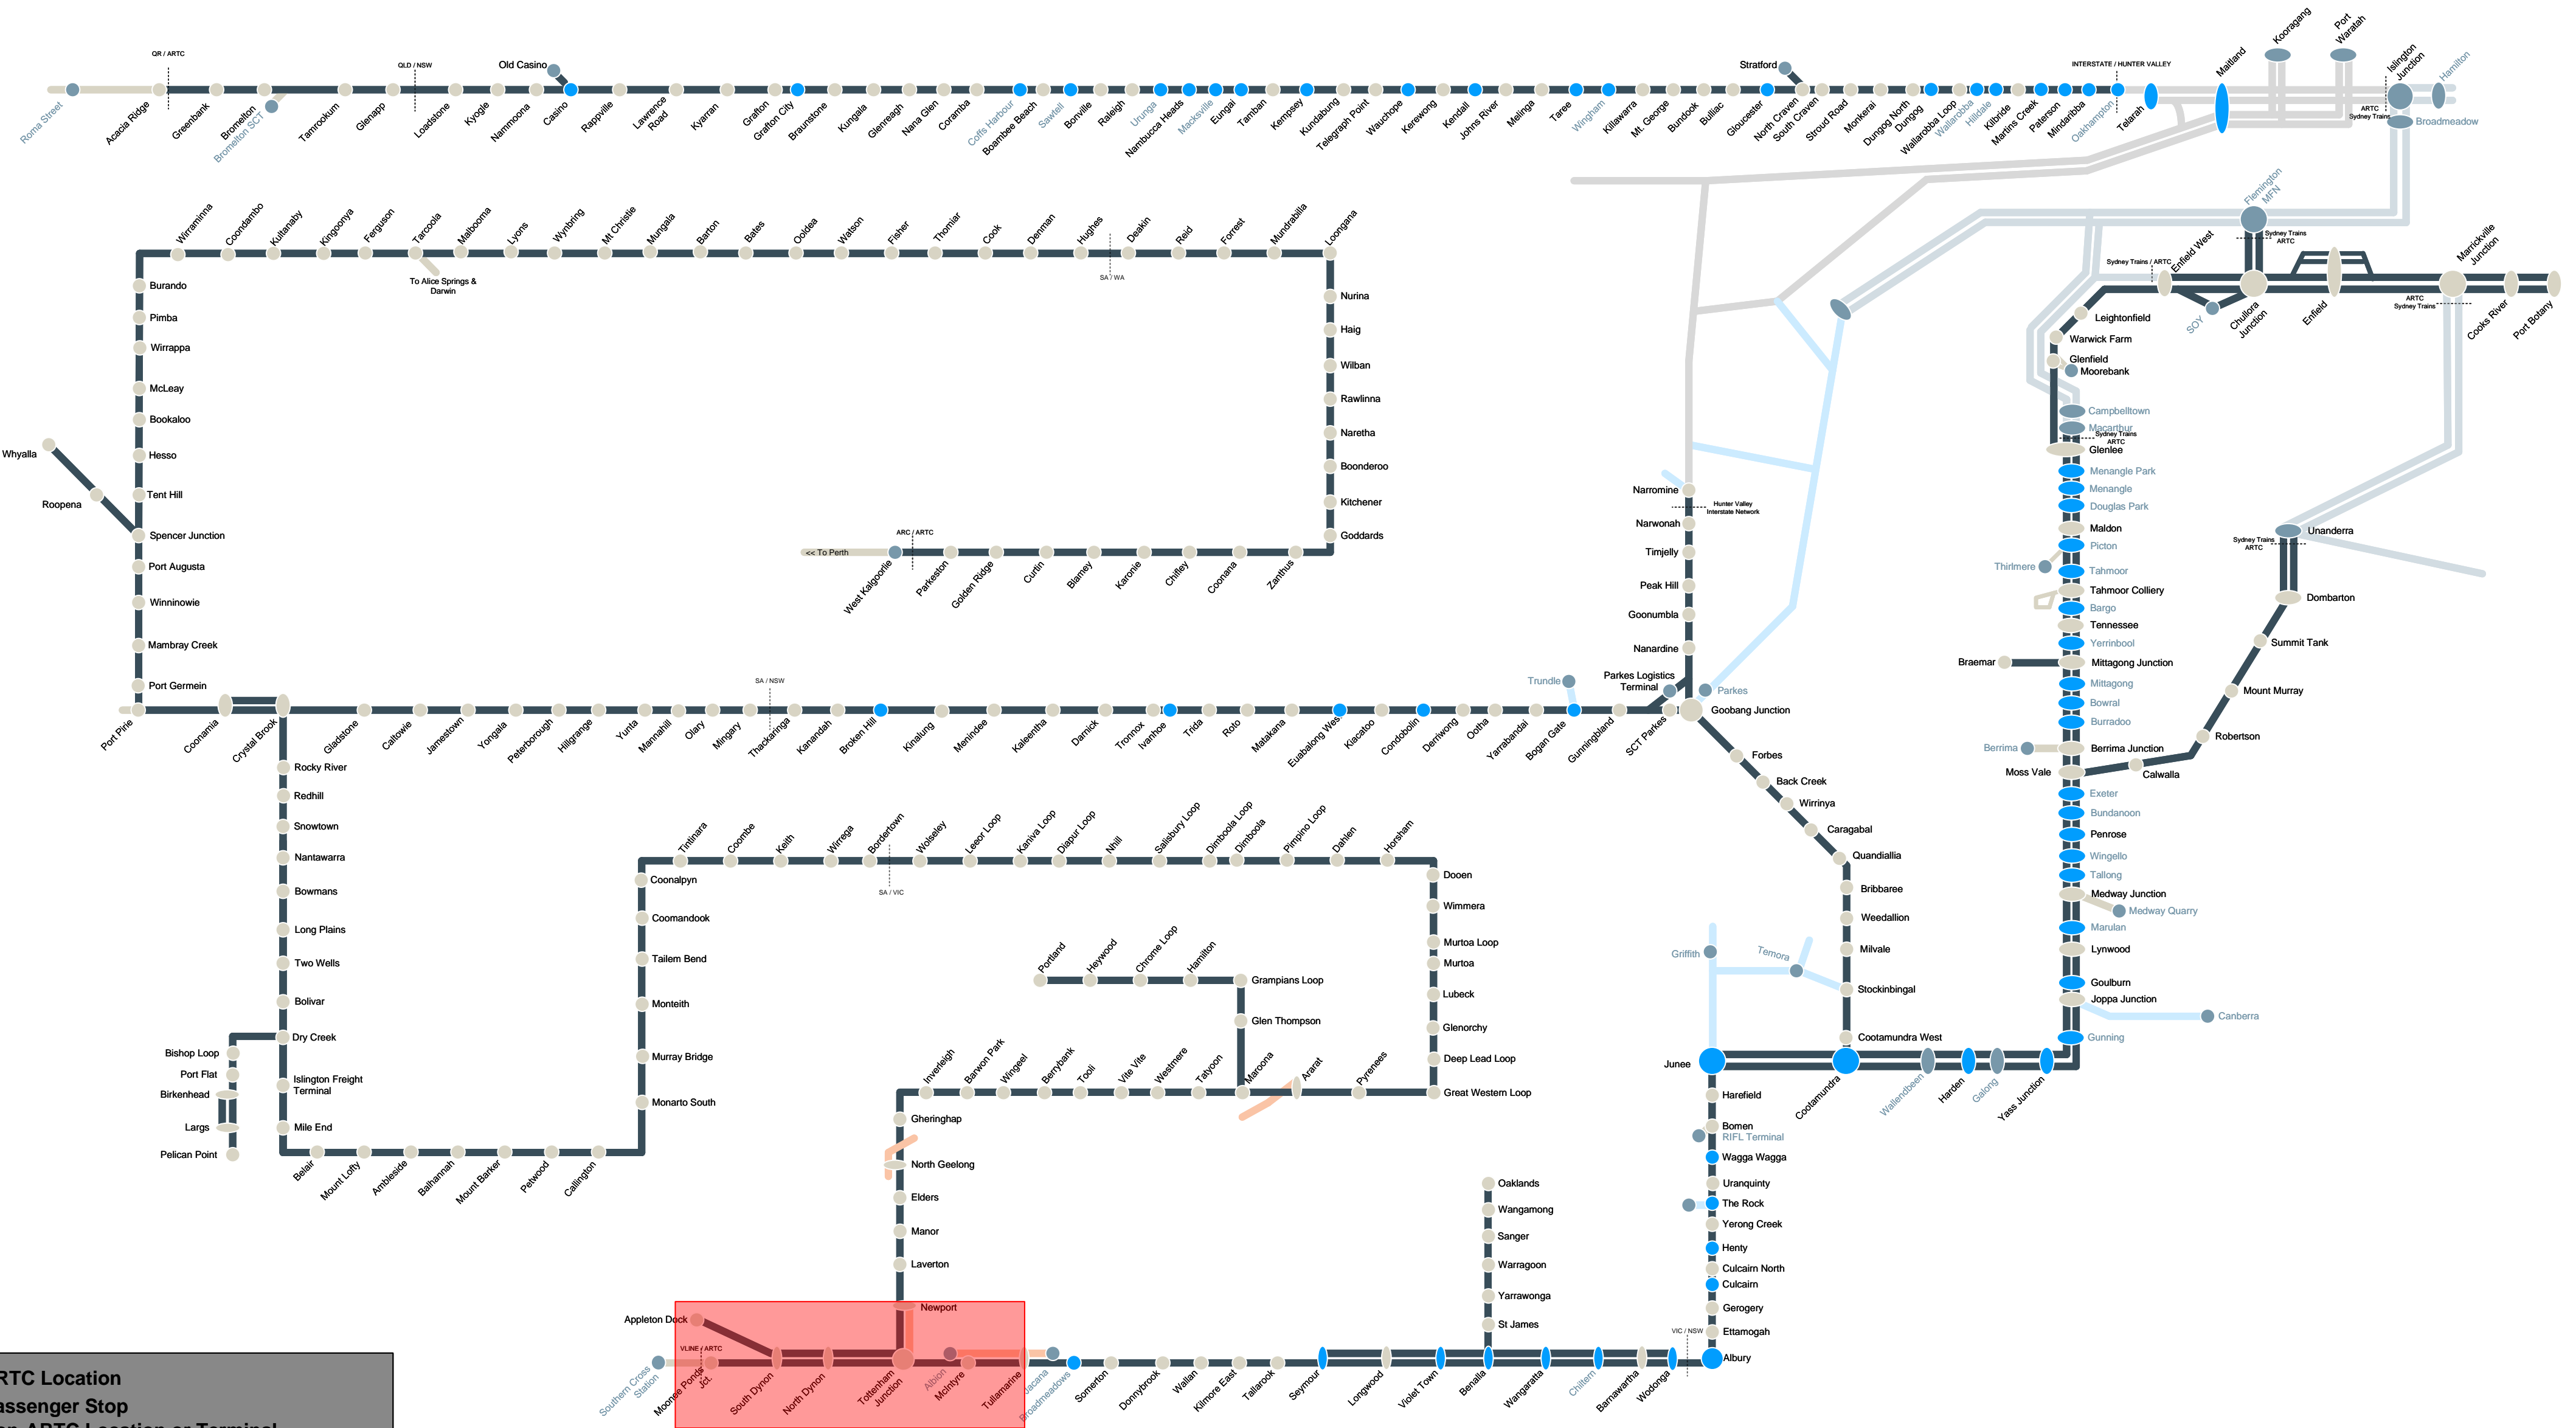 QR / ARTC
QLD / NSW
Old Casino
Stratford
INTERSTATE / HUNTER VALLEY
Maitland
Kooragang
Port
Waratah
Islington
Junction
Hamilton
Roma Street
Acacia Ridge
Greenbank
Bromelton
Bromelton SCT
Tamrookum
Glenapp
Loadstone
Kyogle
Nammoona
Casino
Rappville
Lawrence
Road
Kyarran
Grafton
Grafton City
Braunstone
Kungala
Glenreagh
Nana Glen
Coramba
Coffs Harbour
Boambee Beach
Sawtell
Bonville
Raleigh
Urunga
Nambucca Heads
Macksville
Eungai
Tamban
Kempsey
Kundabung
Telegraph Point
Wauchope
Kerewong
Kendall
Johns River
Melinga
Taree
Wingham
Killawarra
Mt. George
Bundook
Bulliac
Gloucester
North Craven
South Craven
Stroud Road
Monkerai
Dungog North
Dungog
Wallarobba Loop
Wallarobba
Hilldale
Kilbride
Martins Creek
Paterson
Mindaribba
Oakhampton
Telarah
ARTC
Sydney Trains
Broadmeadow
Flemington
MFN
Sydney Trains
ARTC
Sydney Trains / ARTC
Enfield West
Marrickville
Junction
ARTC
Sydney Trains
SOY
Chullora
Junction
Enfield
Cooks River
Port Botany
Wirraminna
Coondambo
Kultanaby
Kingoonya
Ferguson
Tarcoola
Malbooma
Lyons
Wynbring
Mt Christie
Mungala
Barton
Bates
Ooldea
Watson
Fisher
Thomiar
Cook
Denman
Hughes
Deakin
Reid
Forrest
Mundrabilla
Loongana
To Alice Springs &
Darwin
SA / WA
Burando
Pimba
Wirrappa
McLeay
Bookaloo
Hesso
Tent Hill
Spencer Junction
Port Augusta
Winninowie
Mambray Creek
Port Germein
Whyalla
Roopena
Nurina
Haig
Wilban
Rawlinna
Naretha
Boonderoo
Kitchener
Goddards
ARC / ARTC
<< To Perth
West Kalgoorlie
Parkeston
Golden Ridge
Curtin
Blamey
Karonie
Chifley
Coonana
Zanthus
Leightonfield
Warwick Farm
Glenfield
Moorebank
Campbelltown
Macarthur
Sydney Trains
ARTC
Glenlee
Menangle Park
Menangle
Douglas Park
Maldon
Picton
Thirlmere
Tahmoor
Tahmoor Colliery
Bargo
Tennessee
Yerrinbool
Braemar
Mittagong Junction
Mittagong
Bowral
Burradoo
Berrima
Berrima Junction
Moss Vale
Exeter
Bundanoon
Penrose
Wingello
Tallong
Medway Junction
Medway Quarry
Marulan
Lynwood
Goulburn
Joppa Junction
Canberra
Gunning
Unanderra
Sydney Trains
ARTC
Dombarton
Summit Tank
Mount Murray
Robertson
Calwalla
Narromine
Hunter Valley
Interstate Network
Narwonah
Timjelly
Peak Hill
Goonumbla
Nanardine
Parkes Logistics
Terminal
Parkes
Trundle
Goobang Junction
SA / NSW
Port Pirie
Coonamia
Crystal Brook
Gladstone
Caltowie
Jamestown
Yongala
Peterborough
Hillgrange
Yunta
Mannahill
Olary
Mingary
Thackaringa
Kanandah
Broken Hill
Kinalung
Menindee
Kaleentha
Darnick
Tronnox
Ivanhoe
Trida
Roto
Matakana
Euabalong Wes
Kiacatoo
Condobolin
Derriwong
Ootha
Yarrabandai
Bogan Gate
Gunningbland
SCT Parkes
Forbes
Back Creek
Wirrinya
Caragabal
Quandiallia
Bribbaree
Weedallion
Milvale
Stockinbingal
Cootamundra West
Griffith
Temora
Junee
Cootamundra
Wallendbeen
Harden
Galong
Yass Junction
Rocky River
Redhill
Snowtown
Nantawarra
Bowmans
Long Plains
Two Wells
Bolivar
Dry Creek
Bishop Loop
Port Flat
Birkenhead
Largs
Pelican Point
Islington Freight
Terminal
Mile End
Belair
Mount Lofty
Ambleside
Balhannah
Mount Barker
Petwood
Callington
Monarto South
Murray Bridge
Monteith
Tailem Bend
Coomandook
Coonalpyn
Tintinara
Coombe
Keith
Wirrega
Bordertown
SA / VIC
Wolseley
Leeor Loop
Kaniva Loop
Diapur Loop
Nhill
Salisbury Loop
Dimboola Loop
Dimboola
Pimpino Loop
Dahlen
Horsham
Dooen
Wimmera
Murtoa Loop
Murtoa
Lubeck
Glenorchy
Deep Lead Loop
Great Western Loop
Portland
Heywood
Chrome Loop
Hamilton
Grampians Loop
Glen Thompson
Inverleigh
Barwon Park
Wingeel
Berrybank
Tooli
Vite Vite
Westmere
Tatyoon
Maroona
Ararat
Pyrenees
Gheringhap
North Geelong
Elders
Manor
Laverton
Newport
Harefield
Bomen
RIFL Terminal
Wagga Wagga
Uranquinty
The Rock
Yerong Creek
Henty
Culcairn North
Culcairn
Gerogery
Ettamogah
Albury
VIC / NSW
Oaklands
Wangamong
Sanger
Warragoon
Yarrawonga
St James
Appleton Dock
VLINE / ARTC
Southern Cross
Station
Moonee Ponds
Jct.
South Dynon
North Dynon
Tottenham
Junction
Albion
McIntyre
Tullamarine
Jacana
Broadmeadows
Somerton
Donnybrook
Wallan
Kilmore East
Tallarook
Seymour
Longwood
Violet Town
Benalla
Wangaratta
Chiltern
Barnawartha
Wodonga
RTC Location
assenger Stop